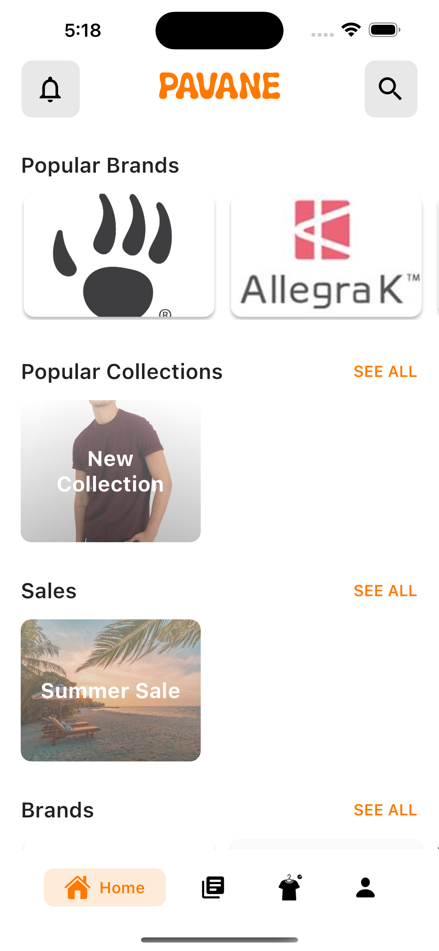 5:18
PAVANE
Popular Brands
®
Allegra K™
Popular Collections
SEE ALL
New
Collection
Sales
SEE ALL
Summer Sale
Brands
SEE ALL
Home